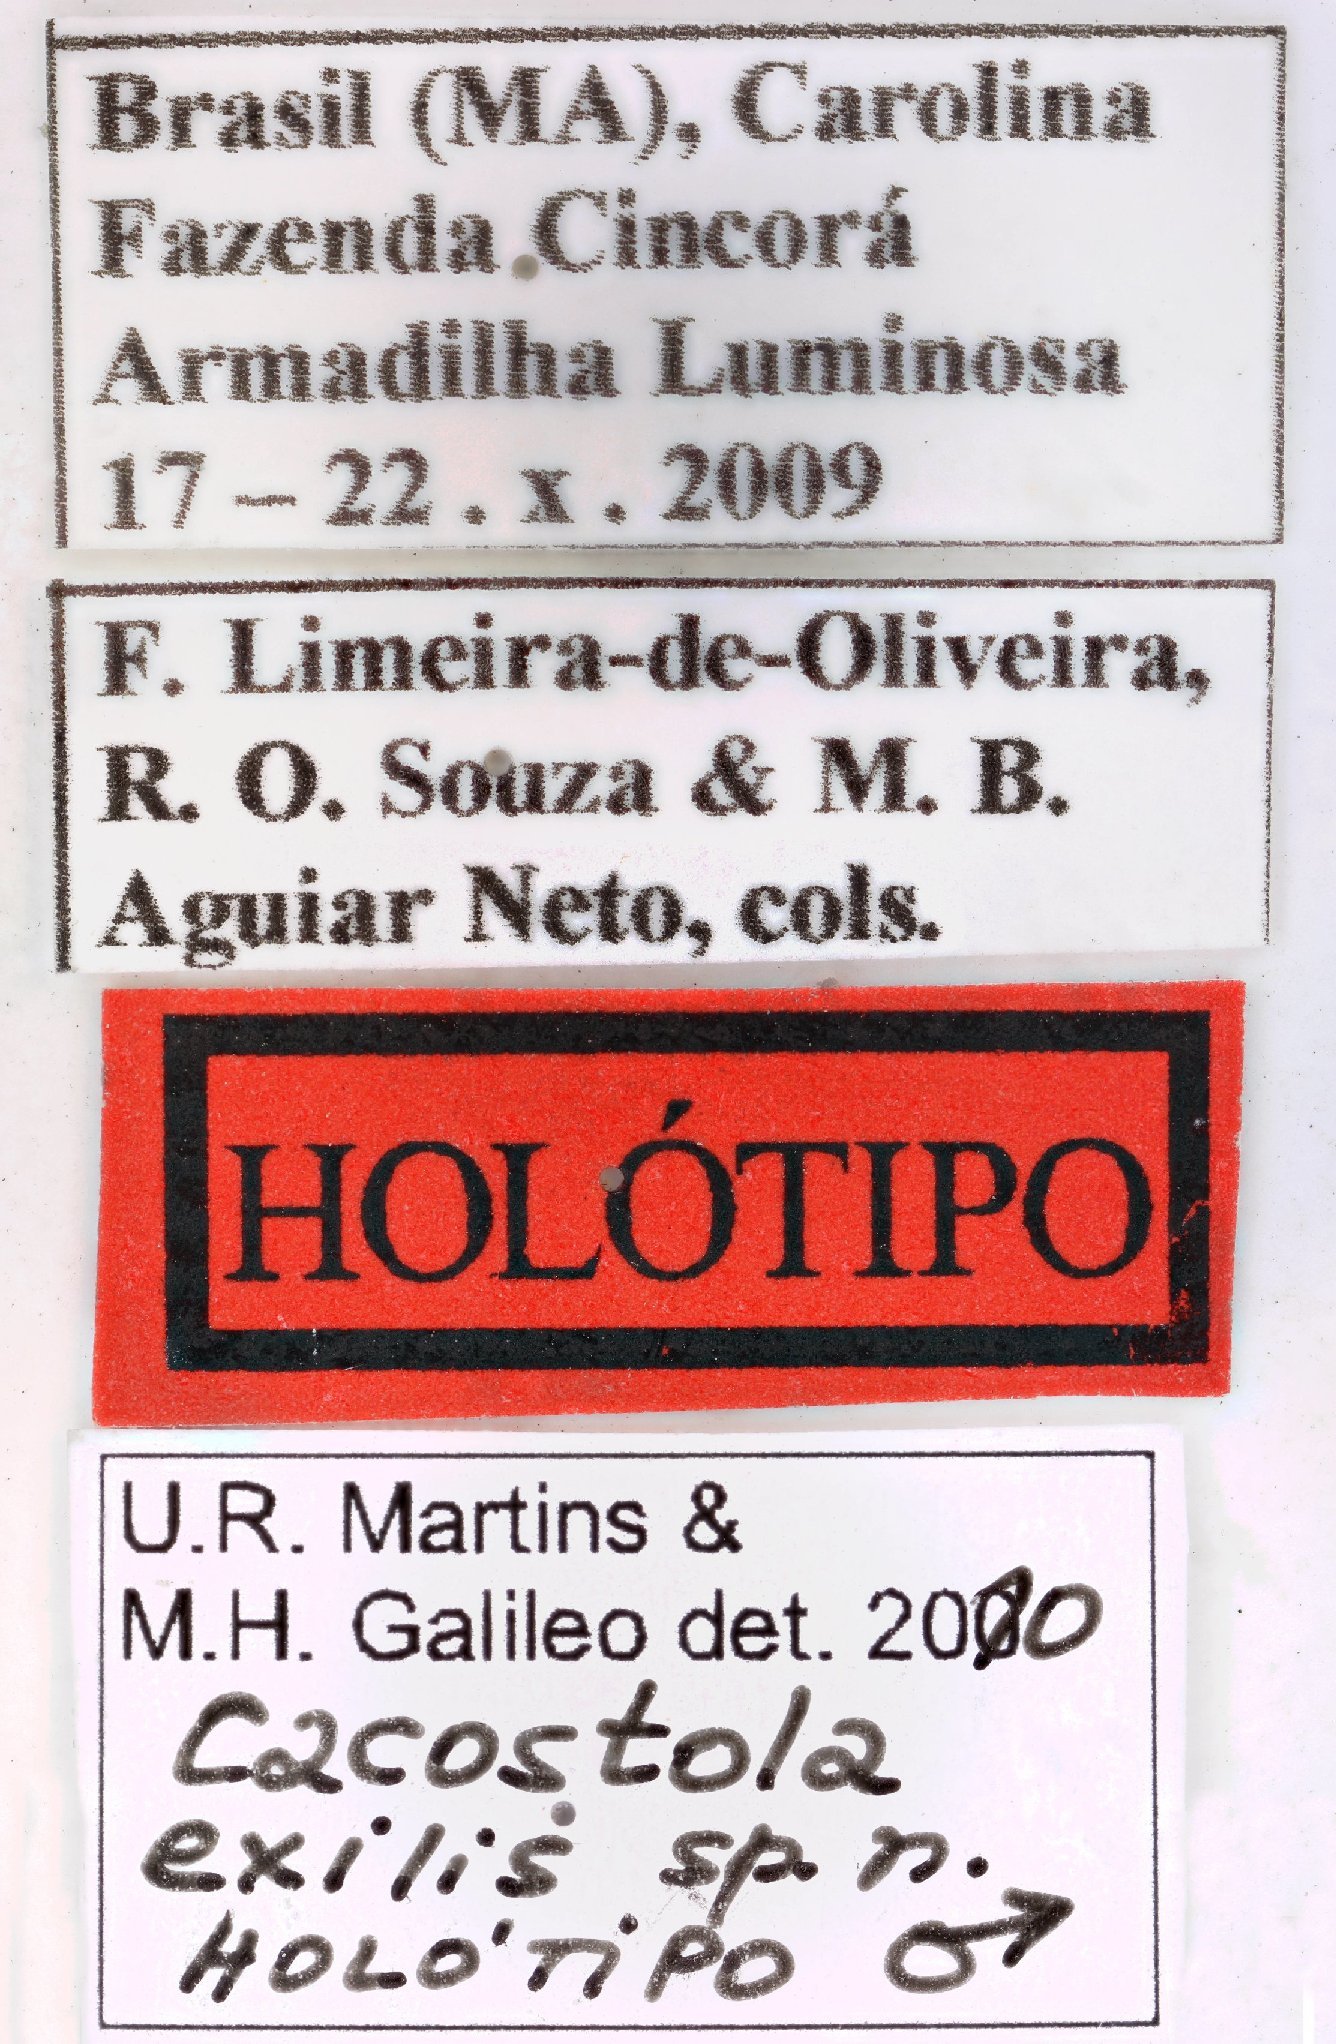 Brasil (MA), Carolina
Fazenda Cincorá
Armadilha Luminosa
17 – 22 . x . 2009
F. Limeira-de-Oliveira,
R. O. Souza & M. B.
Aguiar Neto, cols.
HOLÓTIPO
U.R. Martins &
M.H. Galileo det. 2010
Cacostola
exilis sp. n.
HOLÓTIPO ♂